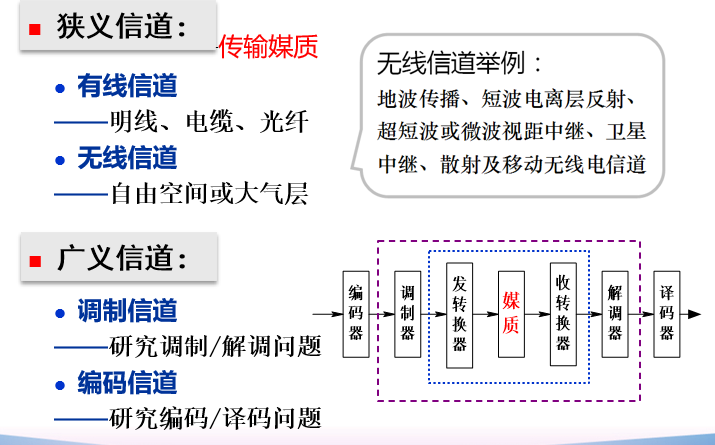 狭义信道：
—传输媒质
有线信道
——明线、电缆、光纤
无线信道
——自由空间或大气层
无线信道举例：
地波传播、短波电离层反射、
超短波或微波视距中继、卫星
中继、散射及移动无线电信道
广义信道：
调制信道
——研究调制/解调问题
编码信道
——研究编码/译码问题
编码器
调制器
发转换器
媒质
收转换器
解调器
译码器